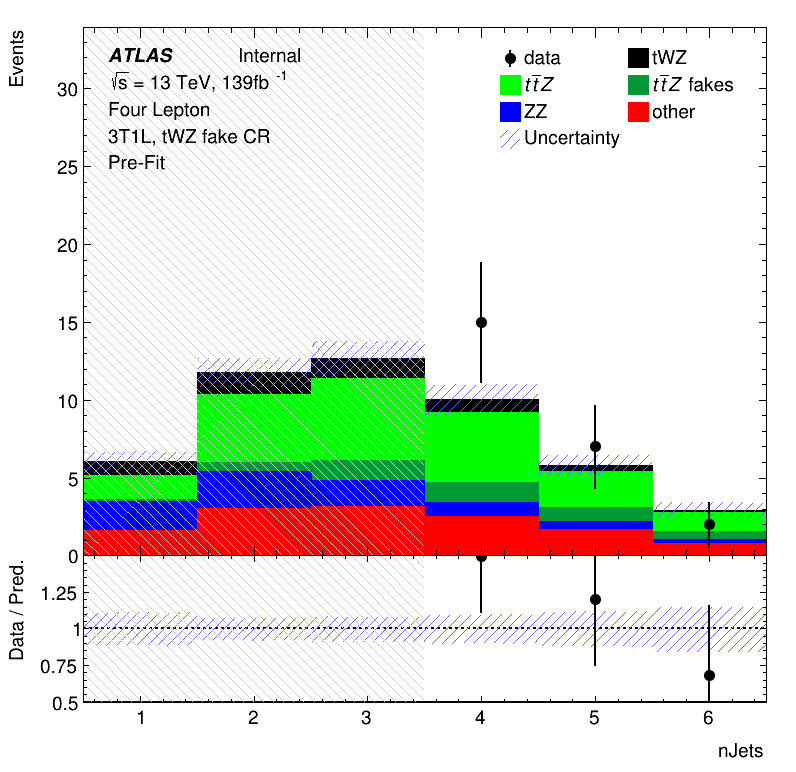 Events
ATLAS Internal
√s = 13 TeV, 139fb⁻¹
Four Lepton
3T1L, tWZ fake CR
Pre-Fit
data tWZ
tt̄Z tt̄Z fakes
ZZ other
Uncertainty
30
25
20
15
10
5
0
Data / Pred.
1.25
1
0.75
0.5
1 2 3 4 5 6
nJets